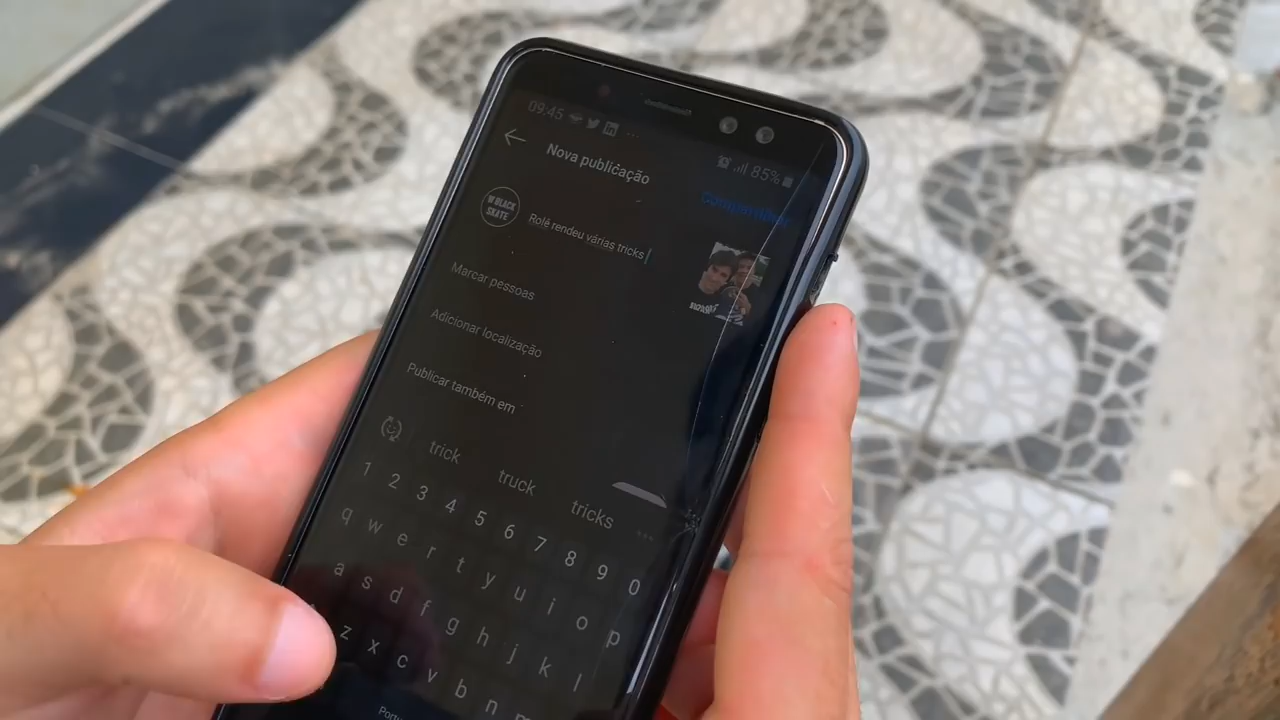 09:45
85%
Nova publicação
Compartilhar
W BLACK
SKATE
Rolê rendeu várias tricks
Marcar pessoas
Adicionar localização
Publicar também em
trick truck tricks
1 2 3 4 5 6 7 8 9 0
q w e r t y u i o p
a s d f g h j k l
z x c v b n m